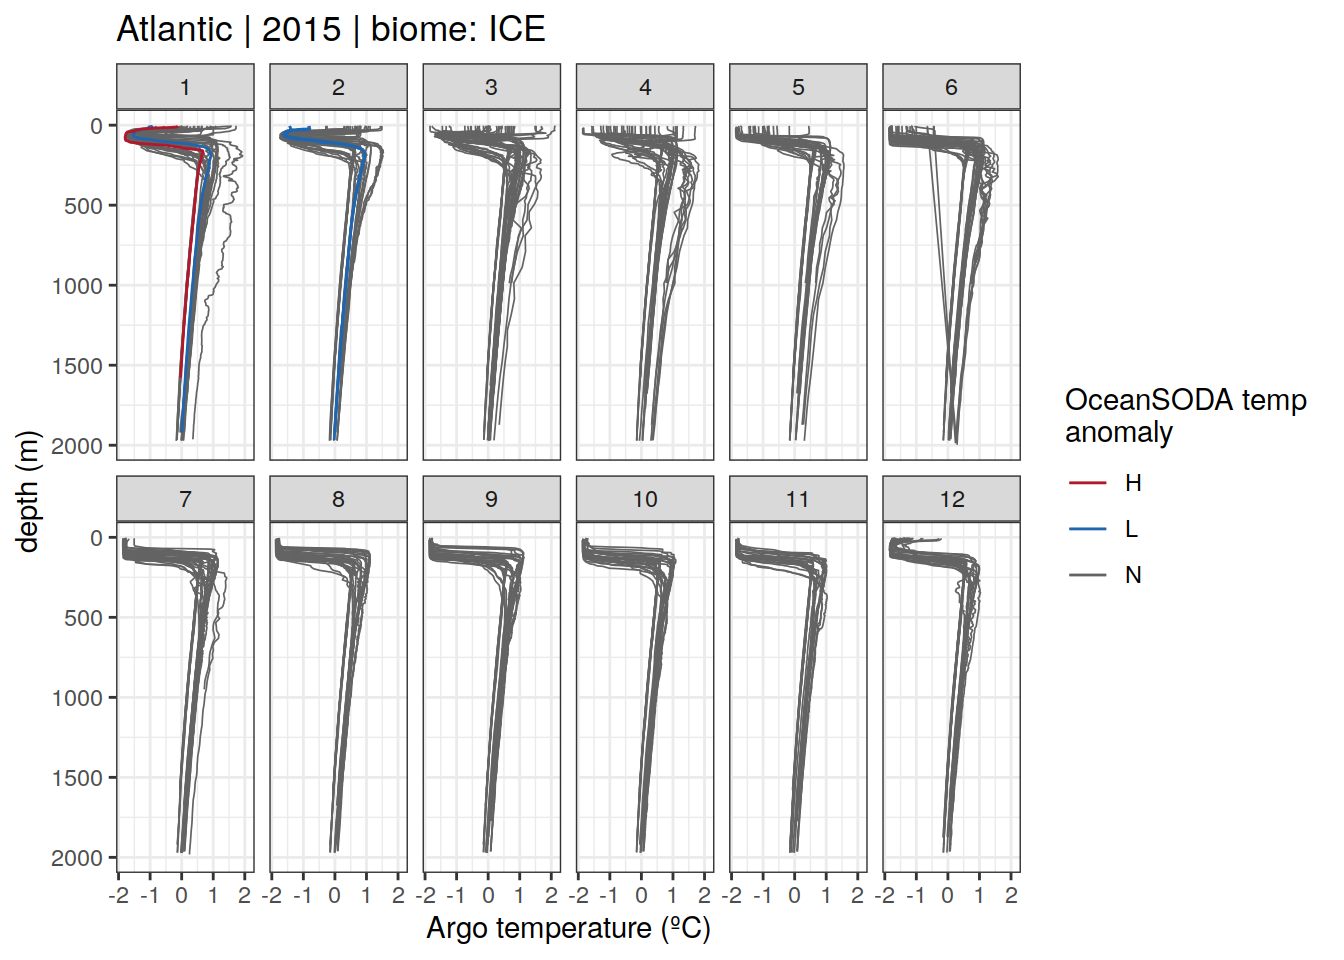 Atlantic | 2015 | biome: ICE
1 2 3 4 5 6
0
500
1000
1500
2000
7 8 9 10 11 12
0
500
1000
1500
2000
-2 -1 0 1 2 -2 -1 0 1 2 -2 -1 0 1 2 -2 -1 0 1 2 -2 -1 0 1 2 -2 -1 0 1 2
Argo temperature (ºC)
depth (m)
OceanSODA temp
anomaly
H
L
N